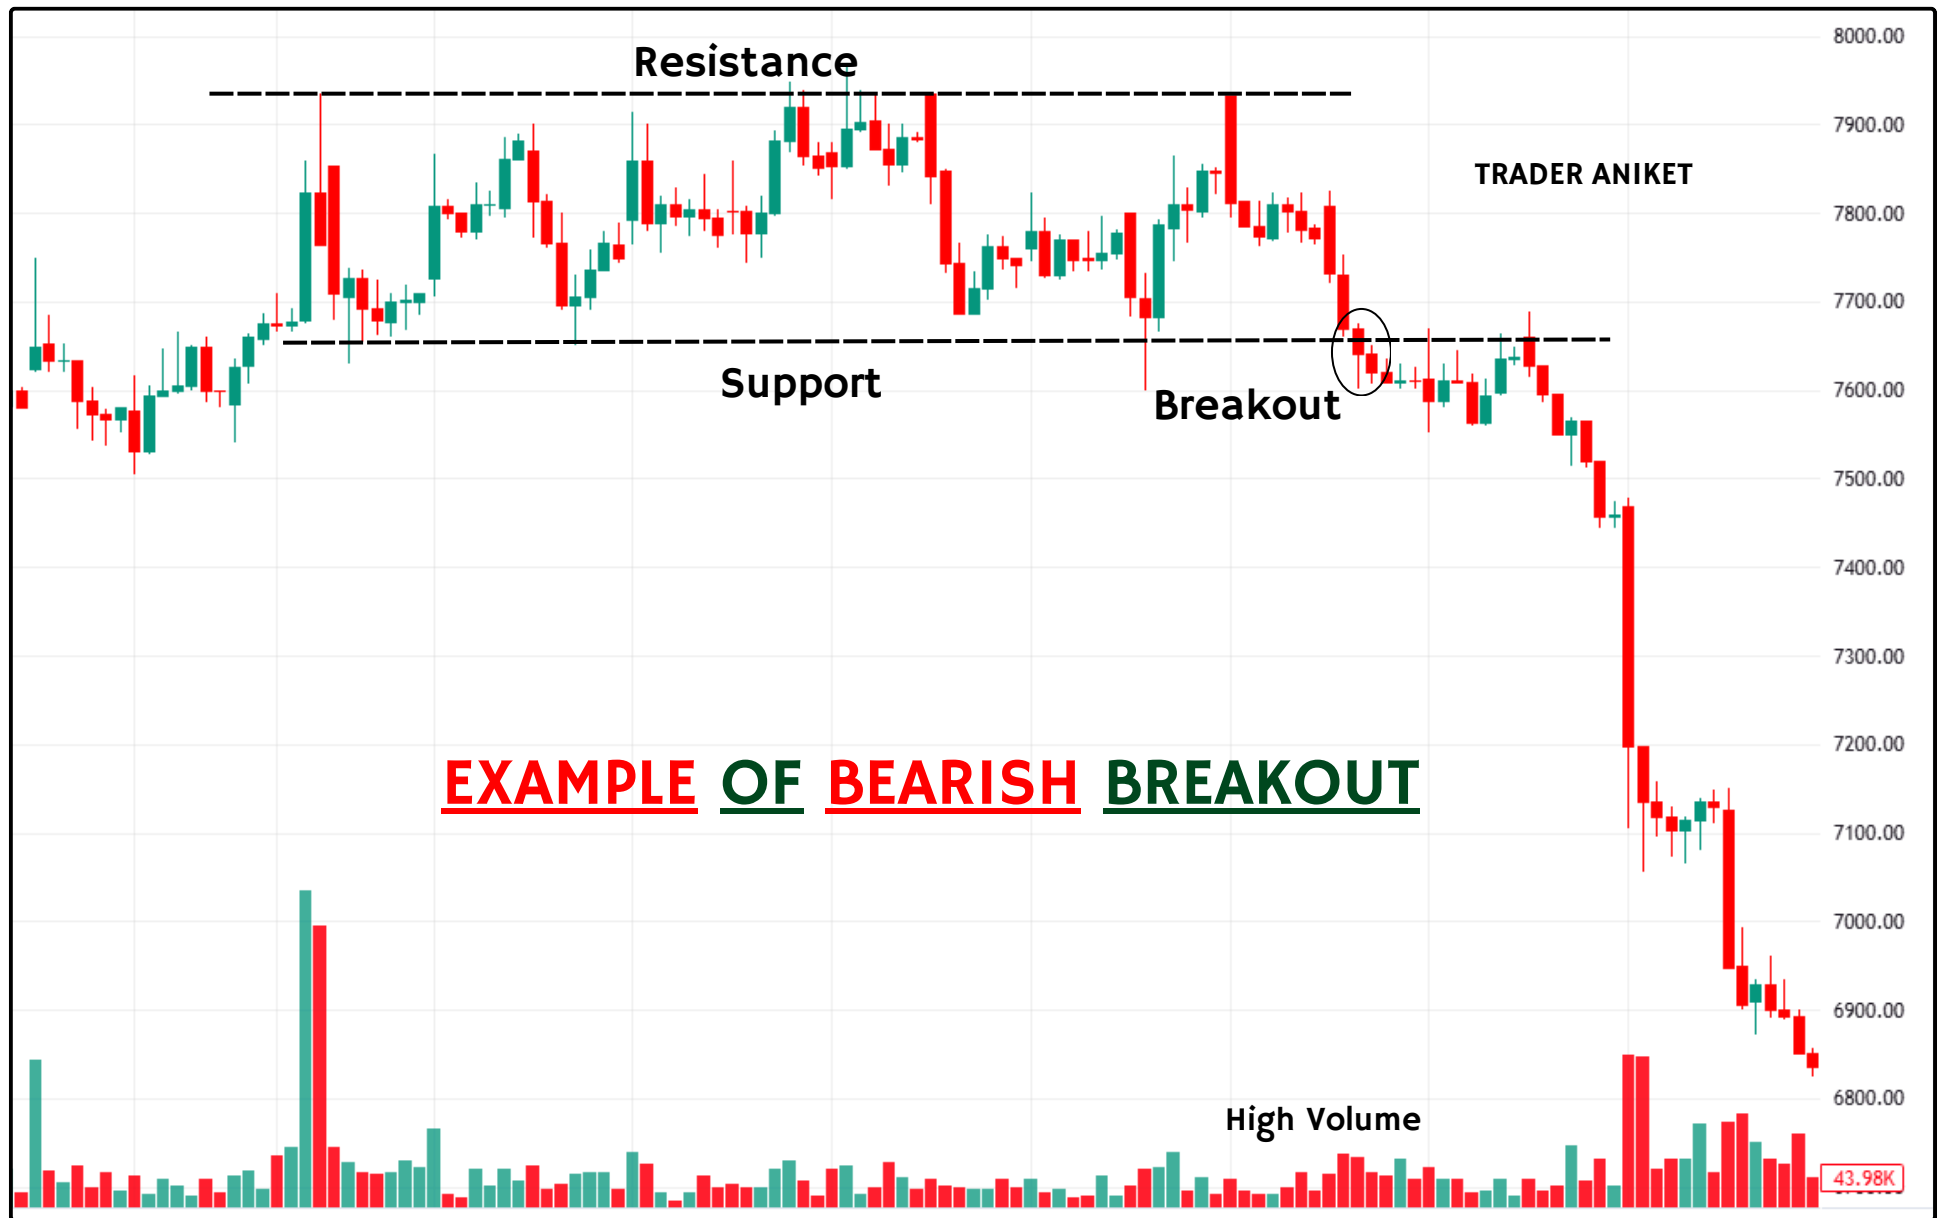 8000.00
Resistance
7900.00
TRADER ANIKET
7800.00
7700.00
Support
7600.00
Breakout
7500.00
7400.00
7300.00
7200.00
EXAMPLE OF BEARISH BREAKOUT
7100.00
7000.00
6900.00
6800.00
High Volume
43.98K